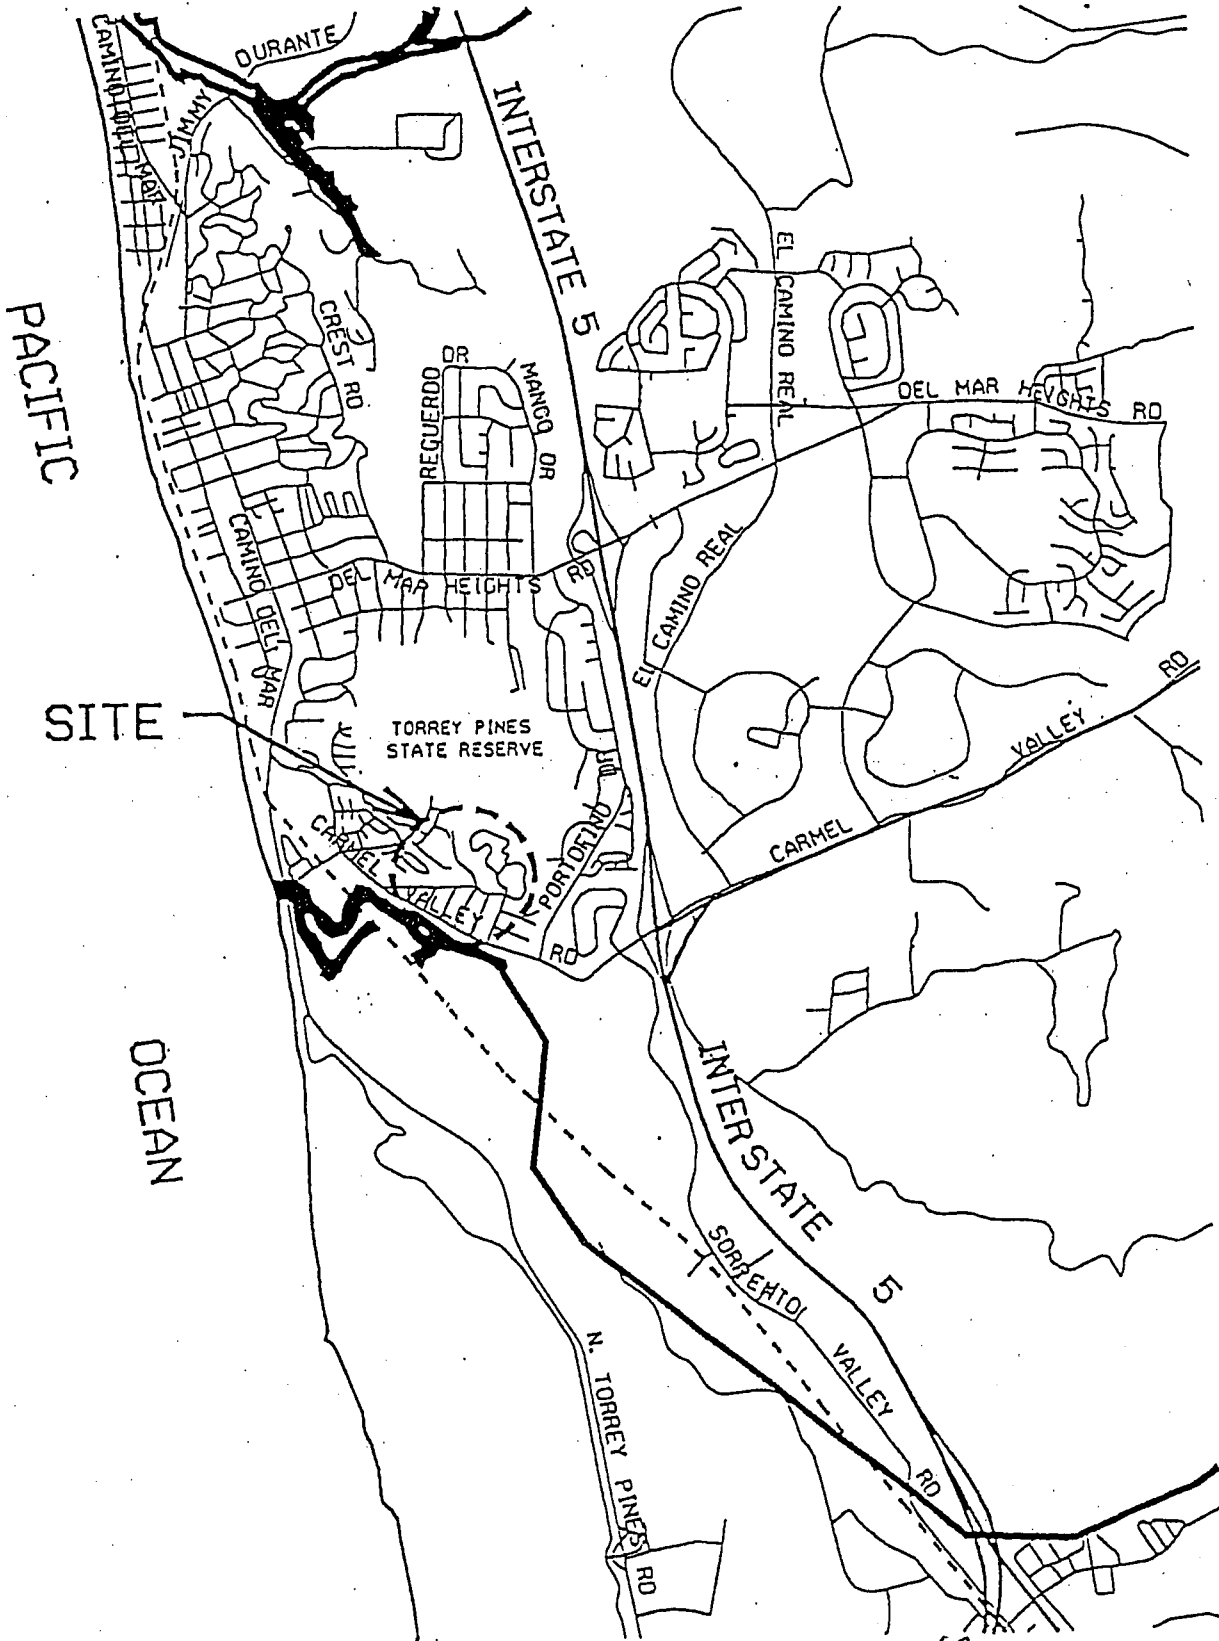 DURANTE
CAMINO DEL MAR
JIMMY
INTERSTATE 5
EL CAMINO REAL
PACIFIC
CREST RD
REGUERDO DR
MANGO DR
DEL MAR HEIGHTS RD
CAMINO DEL MAR
DEL MAR HEIGHTS RD
EL CAMINO REAL
SITE
TORREY PINES
STATE RESERVE
CARMEL VALLEY RD
PORTOFINO
CARMEL VALLEY RD
OCEAN
INTERSTATE 5
SORRENTO VALLEY RD
N. TORREY PINES RD